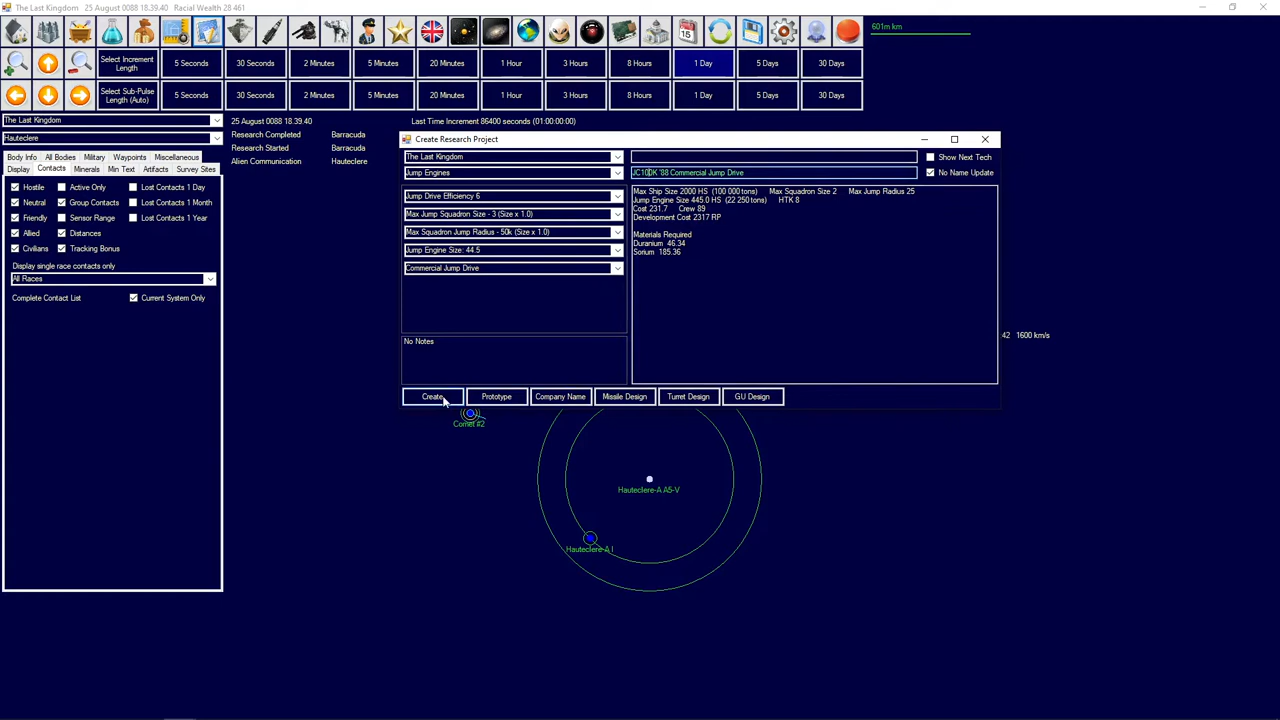 The Last Kingdom   25 August 0088 18.39.40   Racial Wealth 28 461
601m km
Select Increment Length
5 Seconds
30 Seconds
2 Minutes
5 Minutes
20 Minutes
1 Hour
3 Hours
8 Hours
1 Day
5 Days
30 Days
Select Sub-Pulse Length (Auto)
5 Seconds
30 Seconds
2 Minutes
5 Minutes
20 Minutes
1 Hour
3 Hours
8 Hours
1 Day
5 Days
30 Days
The Last Kingdom
Hauteclere
25 August 0088 18.39.40
Last Time Increment 86400 seconds (01:00:00:00)
Research Completed Barracuda
Research Started Barracuda
Alien Communication Hauteclere
Body Info All Bodies Military Waypoints Miscellaneous
Display Contacts Minerals Min Text Artifacts Survey Sites
Hostile Active Only Lost Contacts 1 Day
Neutral Group Contacts Lost Contacts 1 Month
Friendly Sensor Range Lost Contacts 1 Year
Allied Distances
Civilians Tracking Bonus
Display single race contacts only
All Races
Complete Contact List Current System Only
Create Research Project
The Last Kingdom
Show Next Tech
Jump Engines
JC100K '88 Commercial Jump Drive
No Name Update
Jump Drive Efficiency 6
Max Jump Squadron Size - 3 (Size x 1.0)
Max Squadron Jump Radius - 50k (Size x 1.0)
Jump Engine Size: 44.5
Commercial Jump Drive
No Notes
Max Ship Size 2000 HS (100 000 tons) Max Squadron Size 2 Max Jump Radius 25
Jump Engine Size 445.0 HS (22 250 tons) HTK 8
Cost 231.7 Crew 89
Development Cost 2317 RP
Materials Required
Duranium 46.34
Sorium 185.36
Create Prototype Company Name Missile Design Turret Design GU Design
42 1600 km/s
Comet #2
Hauteclere-A A5-V
Hauteclere-A I